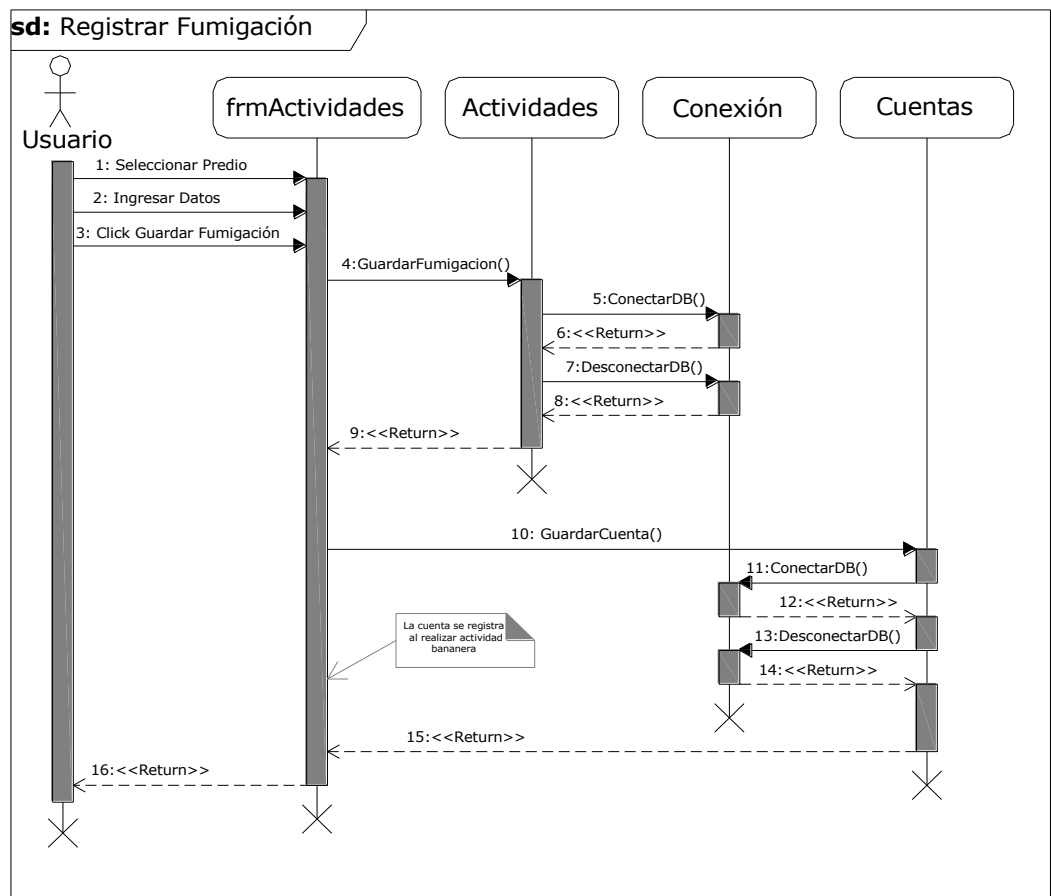 sd: Registrar Fumigación
Usuario
frmActividades
Actividades
Conexión
Cuentas
1: Seleccionar Predio
2: Ingresar Datos
3: Click Guardar Fumigación
4:GuardarFumigacion()
5:ConectarDB()
6:<<Return>>
7:DesconectarDB()
8:<<Return>>
9:<<Return>>
10: GuardarCuenta()
11:ConectarDB()
12:<<Return>>
La cuenta se registra
al realizar actividad
bananera
13:DesconectarDB()
14:<<Return>>
15:<<Return>>
16:<<Return>>